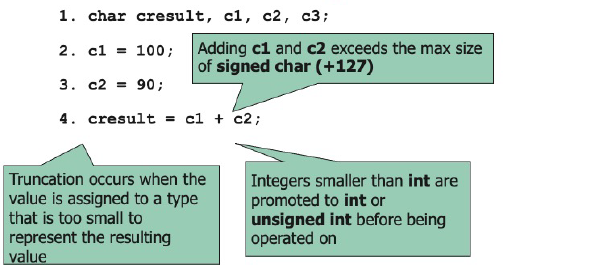 1. char cresult, c1, c2, c3;
2. c1 = 100;
Adding c1 and c2 exceeds the max size
of signed char (+127)
3. c2 = 90;
4. cresult = c1 + c2;
Truncation occurs when the
value is assigned to a type
that is too small to
represent the resulting
value
Integers smaller than int are
promoted to int or
unsigned int before being
operated on